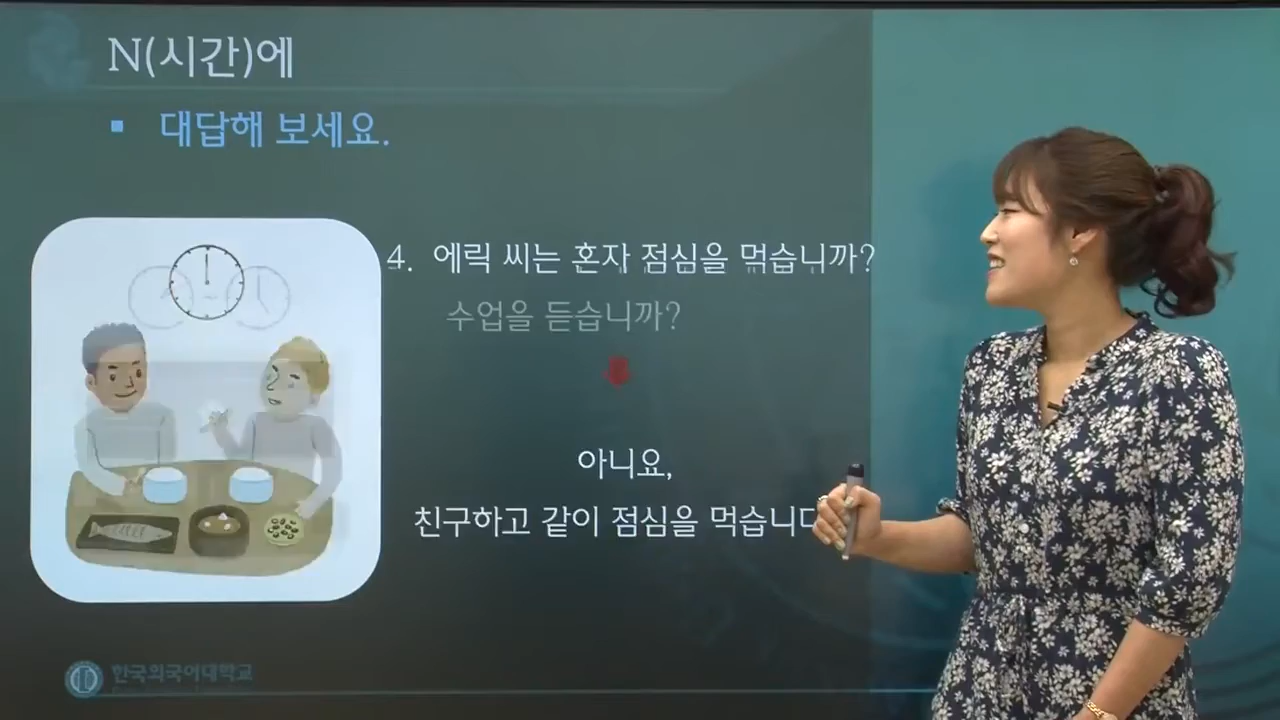 N(시간)에
▪ 대답해 보세요.
4. 에릭 씨는 혼자 점심을 먹습니까?
수업을 듣습니까?
아니요,
친구하고 같이 점심을 먹습니다
한국외국어대학교